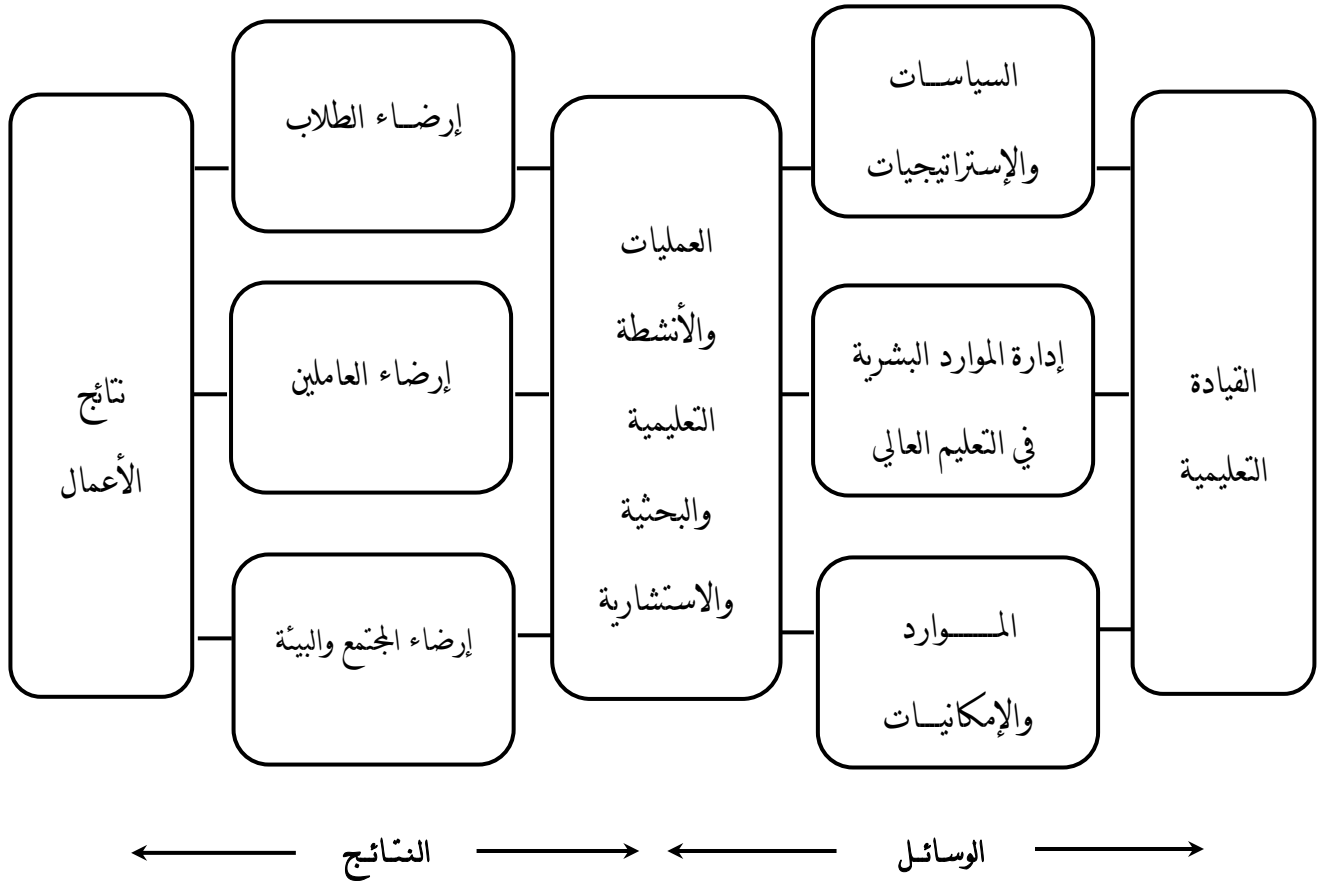 القيادة
التعليمية
السياسات
والإستراتيجيات
إدارة الموارد البشرية
في التعليم العالي
الموارد
والإمكانيات
العمليات
والأنشطة
التعليمية
والبحثية
والاستشارية
إرضاء الطلاب
إرضاء العاملين
إرضاء المجتمع والبيئة
نتائج
الأعمال
الوسائل
النتائج